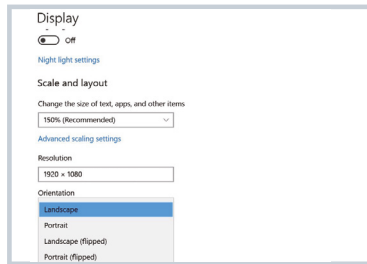 Display
Off
Night light settings
Scale and layout
Change the size of text, apps, and other items
150% (Recommended)
Advanced scaling settings
Resolution
1920 × 1080
Orientation
Landscape
Portrait
Landscape (flipped)
Portrait (flipped)